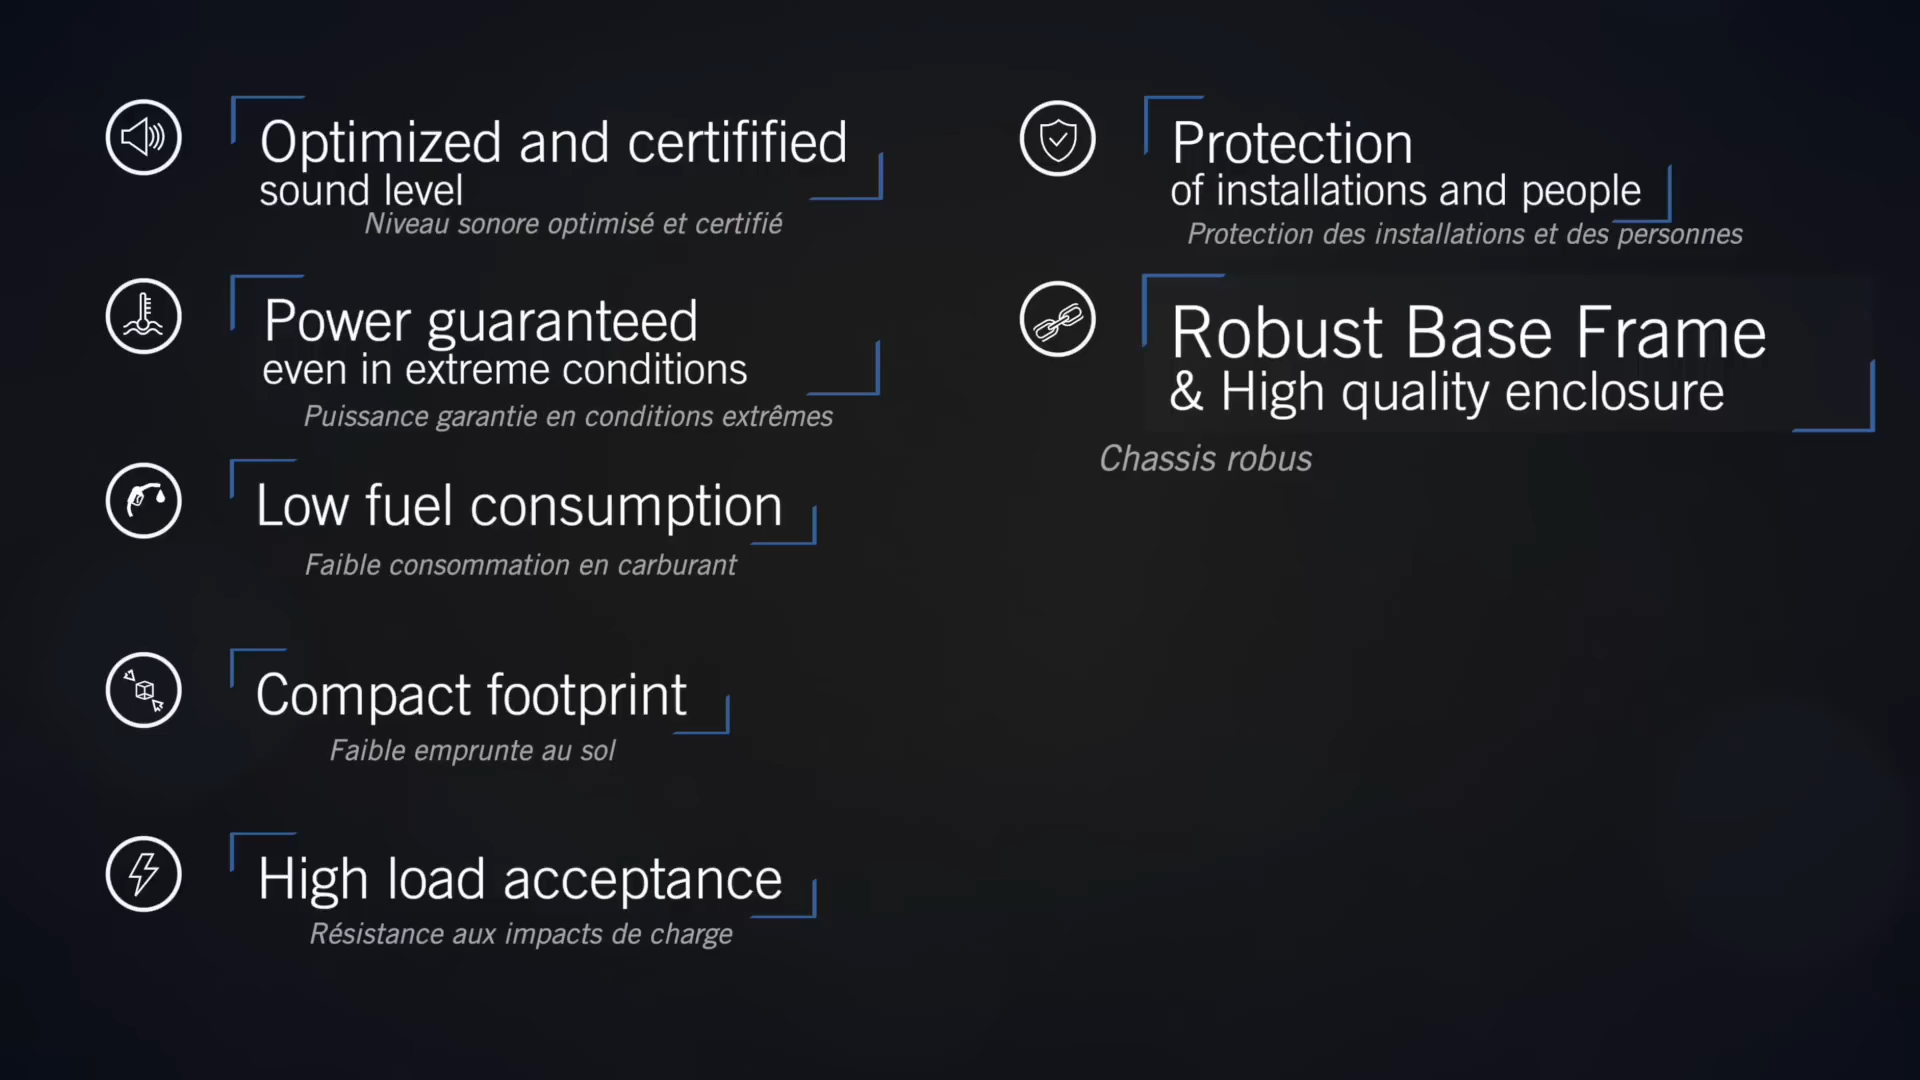 Optimized and certifified
sound level
Niveau sonore optimisé et certifié
Power guaranteed
even in extreme conditions
Puissance garantie en conditions extrêmes
Low fuel consumption
Faible consommation en carburant
Compact footprint
Faible emprunte au sol
High load acceptance
Résistance aux impacts de charge
Protection
of installations and people
Protection des installations et des personnes
Robust Base Frame
& High quality enclosure
Chassis robus